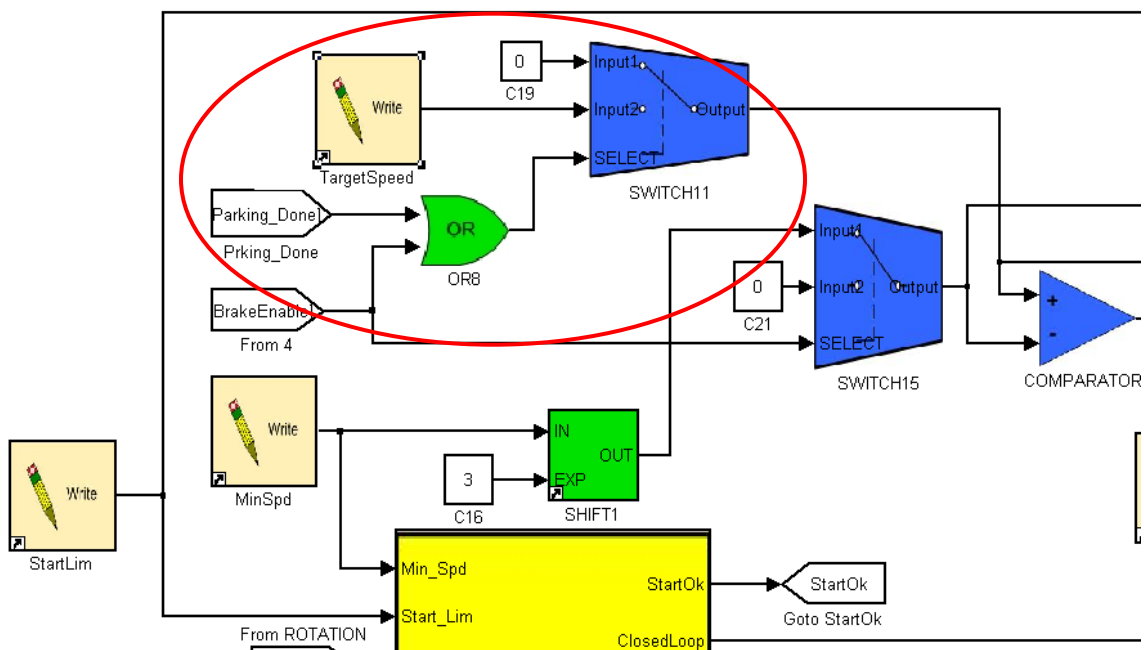 0
C19
Write
TargetSpeed
Input1
Input2
SELECT
Output
SWITCH11
Parking_Done]
Prking_Done
OR
OR8
BrakeEnable]
From 4
0
C21
Input1
Input2
SELECT
Output
SWITCH15
+
-
COMPARATOR
Write
MinSpd
Write
StartLim
3
C16
IN
EXP
OUT
SHIFT1
Min_Spd
Start_Lim
StartOk
ClosedLoop
StartOk
Goto StartOk
From ROTATION